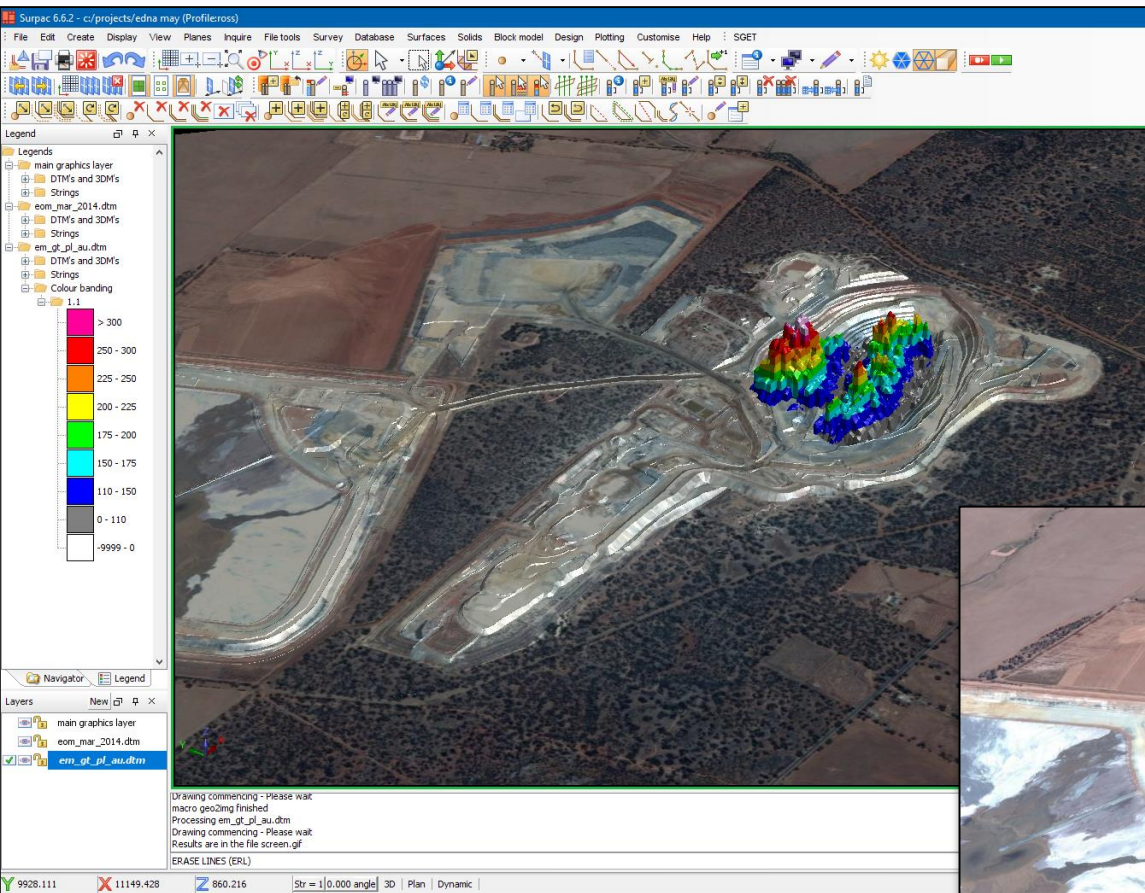 Surpac 6.6.2 - c:/projects/edna may (Profile:ross)
File Edit Create Display View Planes Inquire File tools Survey Database Surfaces Solids Block model Design Plotting Customise Help SGET
Legend
Legends
main graphics layer
DTM's and 3DM's
Strings
eom_mar_2014.dtm
DTM's and 3DM's
Strings
em_gt_pl_au.dtm
DTM's and 3DM's
Strings
Colour banding
1.1
> 300
250 - 300
225 - 250
200 - 225
175 - 200
150 - 175
110 - 150
0 - 110
-9999 - 0
Navigator Legend
Layers New
main graphics layer
eom_mar_2014.dtm
em_gt_pl_au.dtm
Drawing commencing - Please wait
macro geo2img finished
Processing em_gt_pl_au.dtm
Drawing commencing - Please wait
Results are in the file screen.gif
ERASE LINES (ERL)
Y 9928.111 X 11149.428 Z 860.216 Str = 1 0.000 angle 3D Plan Dynamic